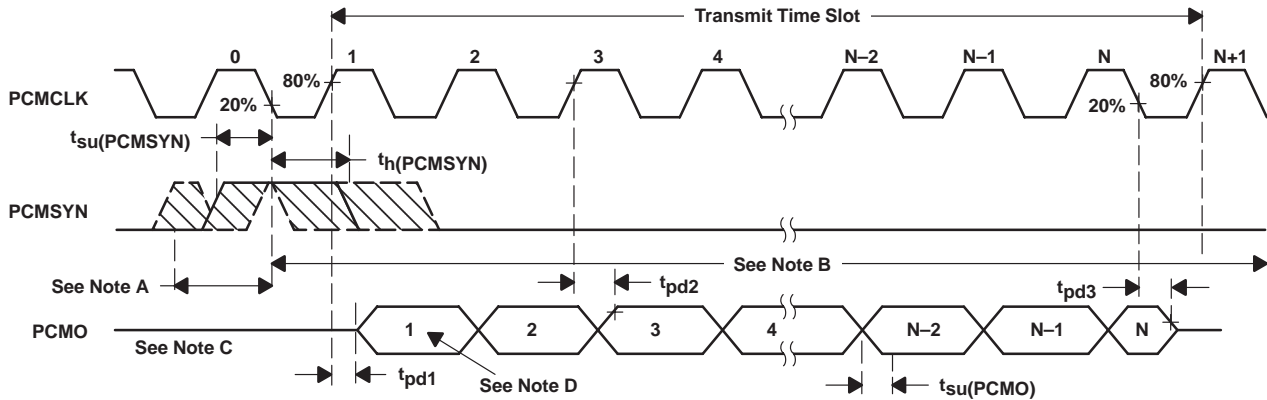 Transmit Time Slot
0 1 2 3 4 N–2 N–1 N N+1
PCMCLK
80% 80%
20% 20%
tsu(PCMSYN)
th(PCMSYN)
PCMSYN
See Note A
See Note B
tpd2
tpd3
PCMO
1 2 3 4 N–2 N–1 N
See Note C
tpd1
See Note D
tsu(PCMO)